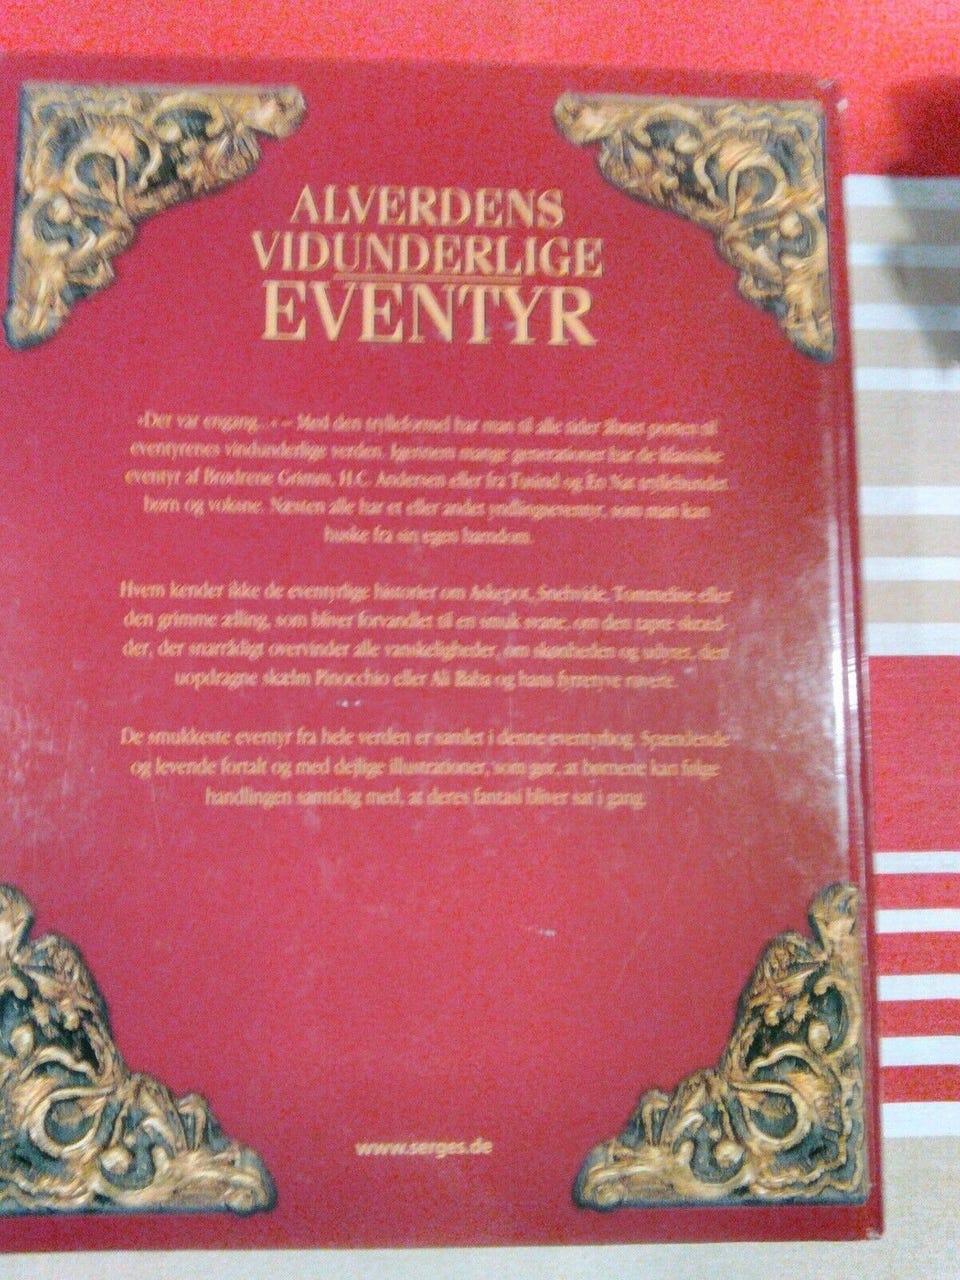 ALVERDENS
VIDUNDERLIGE
EVENTYR
»Der var engang...« – Med den trylleformel har man til alle tider åbnet porten til
eventyrenes vindunderlige verden. Igennem mange generationer har de klassiske
eventyr af Brødrene Grimm, H.C. Andersen eller fra Tusind og En Nat tryllebundet
børn og voksne. Næsten alle har et eller andet yndlingseventyr, som man kan
huske fra sin egen barndom.
Hvem kender ikke de eventyrlige historier om Askepot, Snehvide, Tommelise eller
den grimme ælling, som bliver forvandlet til en smuk svane, om den tapre skræd-
der, der snarrådigt overvinder alle vanskeligheder, om skønheden og udyret, den
uopdragne skælm Pinocchio eller Ali Baba og hans fyrretyve røvere.
De smukkeste eventyr fra hele verden er samlet i denne eventyrbog. Spændende
og levende fortalt og med dejlige illustrationer, som gør, at børnene kan følge
handlingen samtidig med, at deres fantasi bliver sat i gang.
www.serges.de